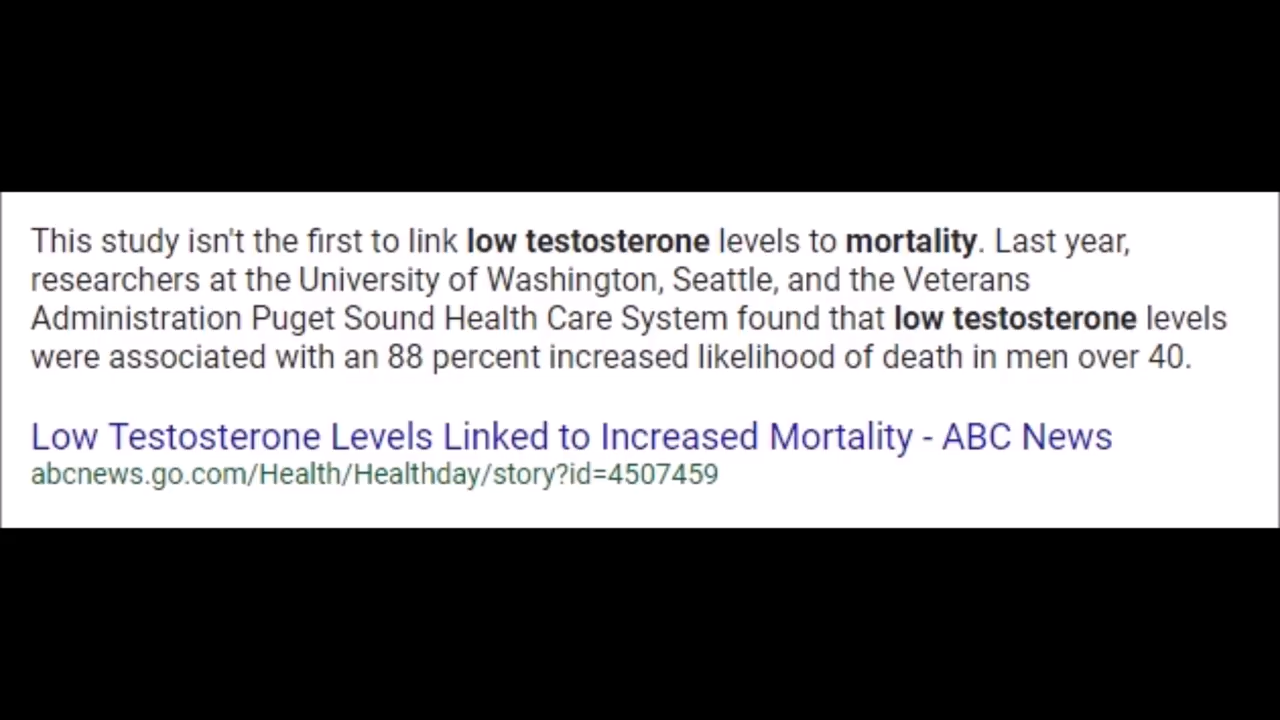 This study isn't the first to link low testosterone levels to mortality. Last year,
researchers at the University of Washington, Seattle, and the Veterans
Administration Puget Sound Health Care System found that low testosterone levels
were associated with an 88 percent increased likelihood of death in men over 40.
Low Testosterone Levels Linked to Increased Mortality - ABC News
abcnews.go.com/Health/Healthday/story?id=4507459